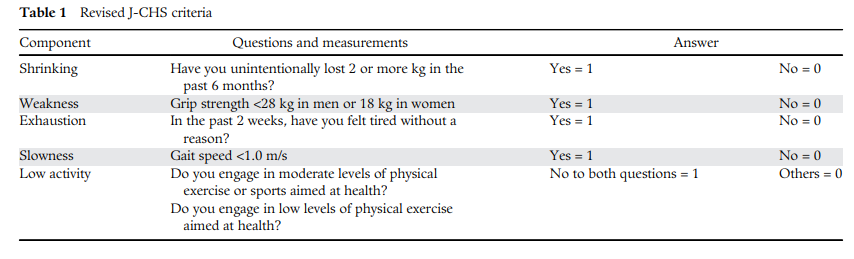 Table 1 Revised J-CHS criteria
Component Questions and measurements Answer
Shrinking Have you unintentionally lost 2 or more kg in the Yes = 1 No = 0
past 6 months?
Weakness Grip strength <28 kg in men or 18 kg in women Yes = 1 No = 0
Exhaustion In the past 2 weeks, have you felt tired without a Yes = 1 No = 0
reason?
Slowness Gait speed <1.0 m/s Yes = 1 No = 0
Low activity Do you engage in moderate levels of physical No to both questions = 1 Others = 0
exercise or sports aimed at health?
Do you engage in low levels of physical exercise
aimed at health?